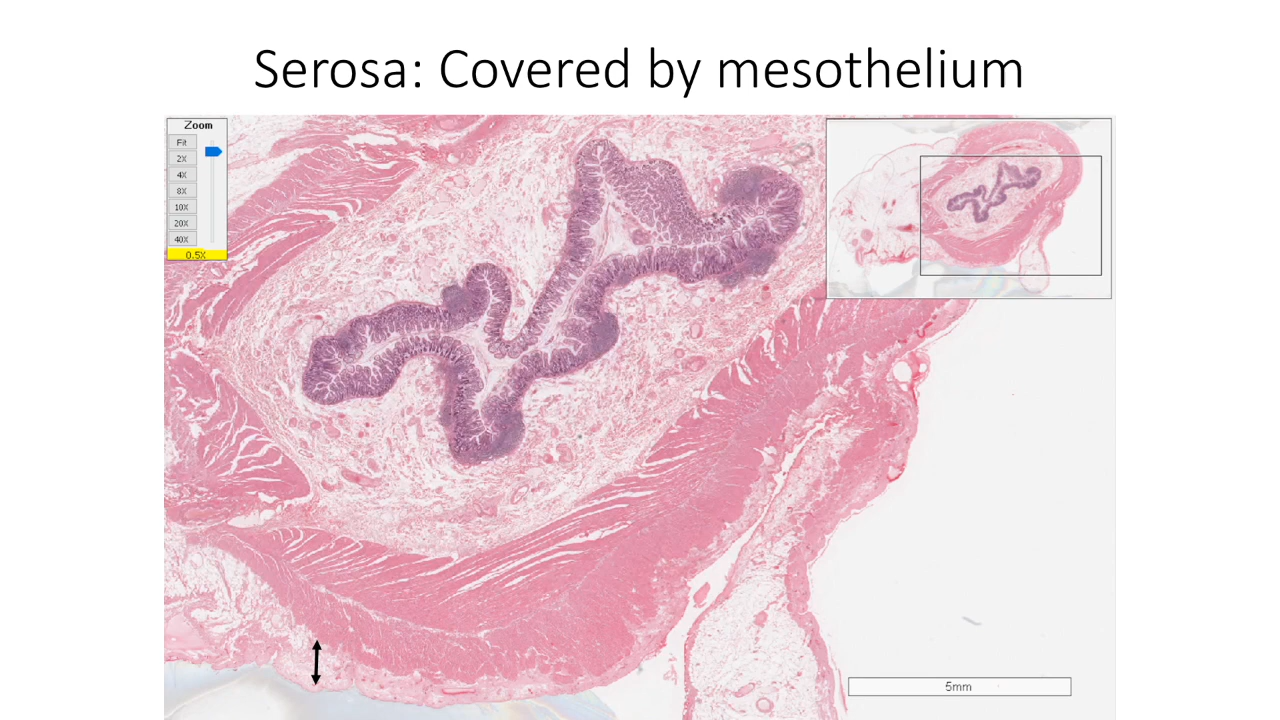 Serosa: Covered by mesothelium
Zoom
Fit
2X
4X
8X
10X
20X
40X
0.5X
5mm